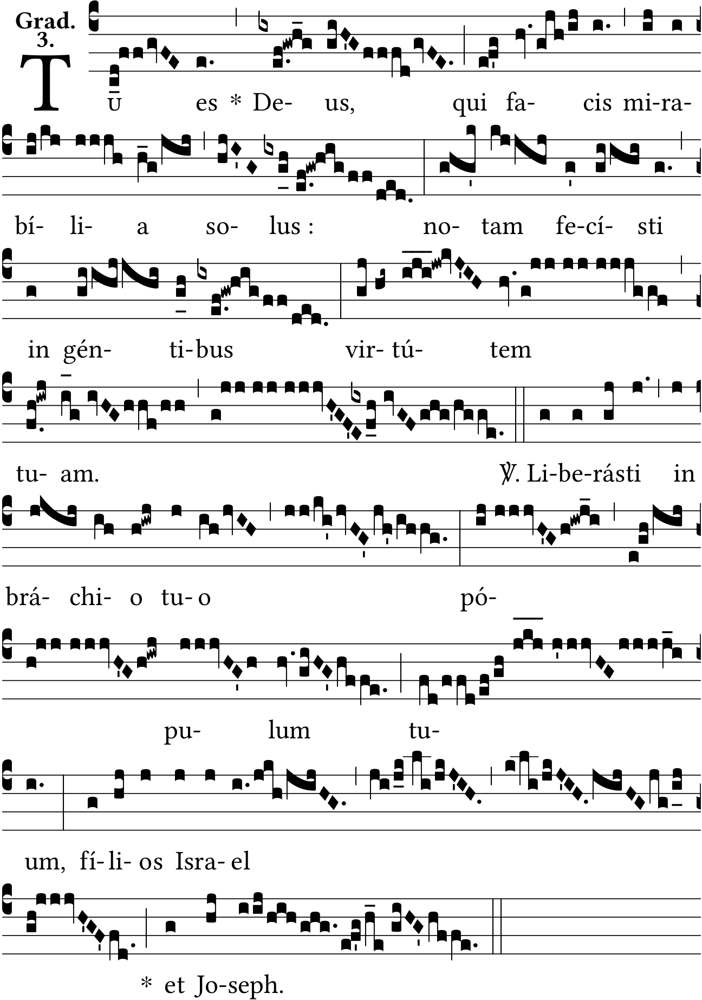 Grad.
3.
TU es * De- us, qui fa- cis mi-ra-
bí- li- a so- lus : no- tam fe-cí- sti
in gén- ti-bus vir- tú- tem
tu- am. ℣. Li-be-rásti in
brá- chi- o tu- o pó-
pu- lum tu-
um, fí- li- os Isra- el
* et Jo-seph.